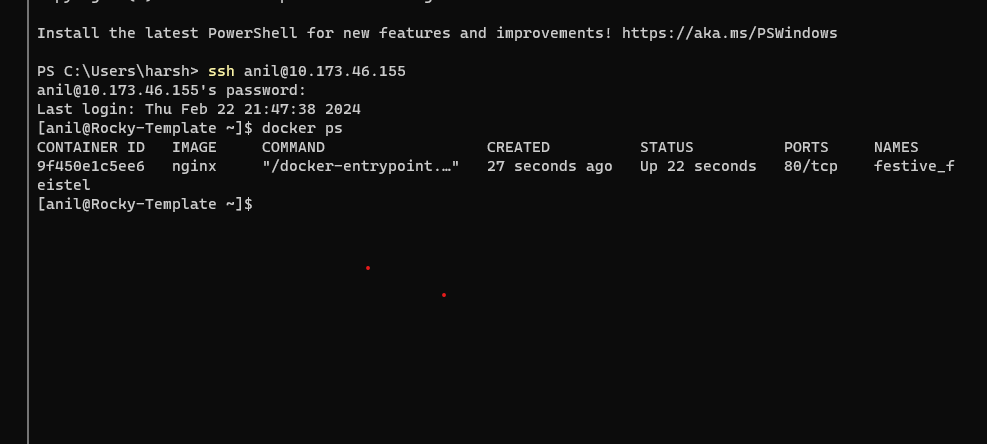 Install the latest PowerShell for new features and improvements! https://aka.ms/PSWindows
PS C:\Users\harsh> ssh anil@10.173.46.155
anil@10.173.46.155's password:
Last login: Thu Feb 22 21:47:38 2024
[anil@Rocky-Template ~]$ docker ps
CONTAINER ID   IMAGE     COMMAND                  CREATED          STATUS          PORTS     NAMES
9f450e1c5ee6   nginx     "/docker-entrypoint.…"   27 seconds ago   Up 22 seconds   80/tcp    festive_f
eistel
[anil@Rocky-Template ~]$